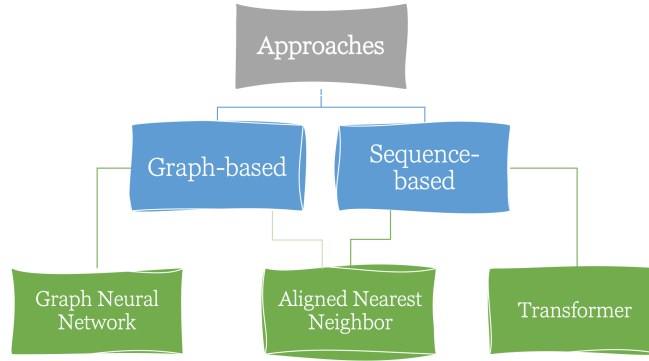 Approaches
Graph-based
Sequence-
based
Graph Neural
Network
Aligned Nearest
Neighbor
Transformer